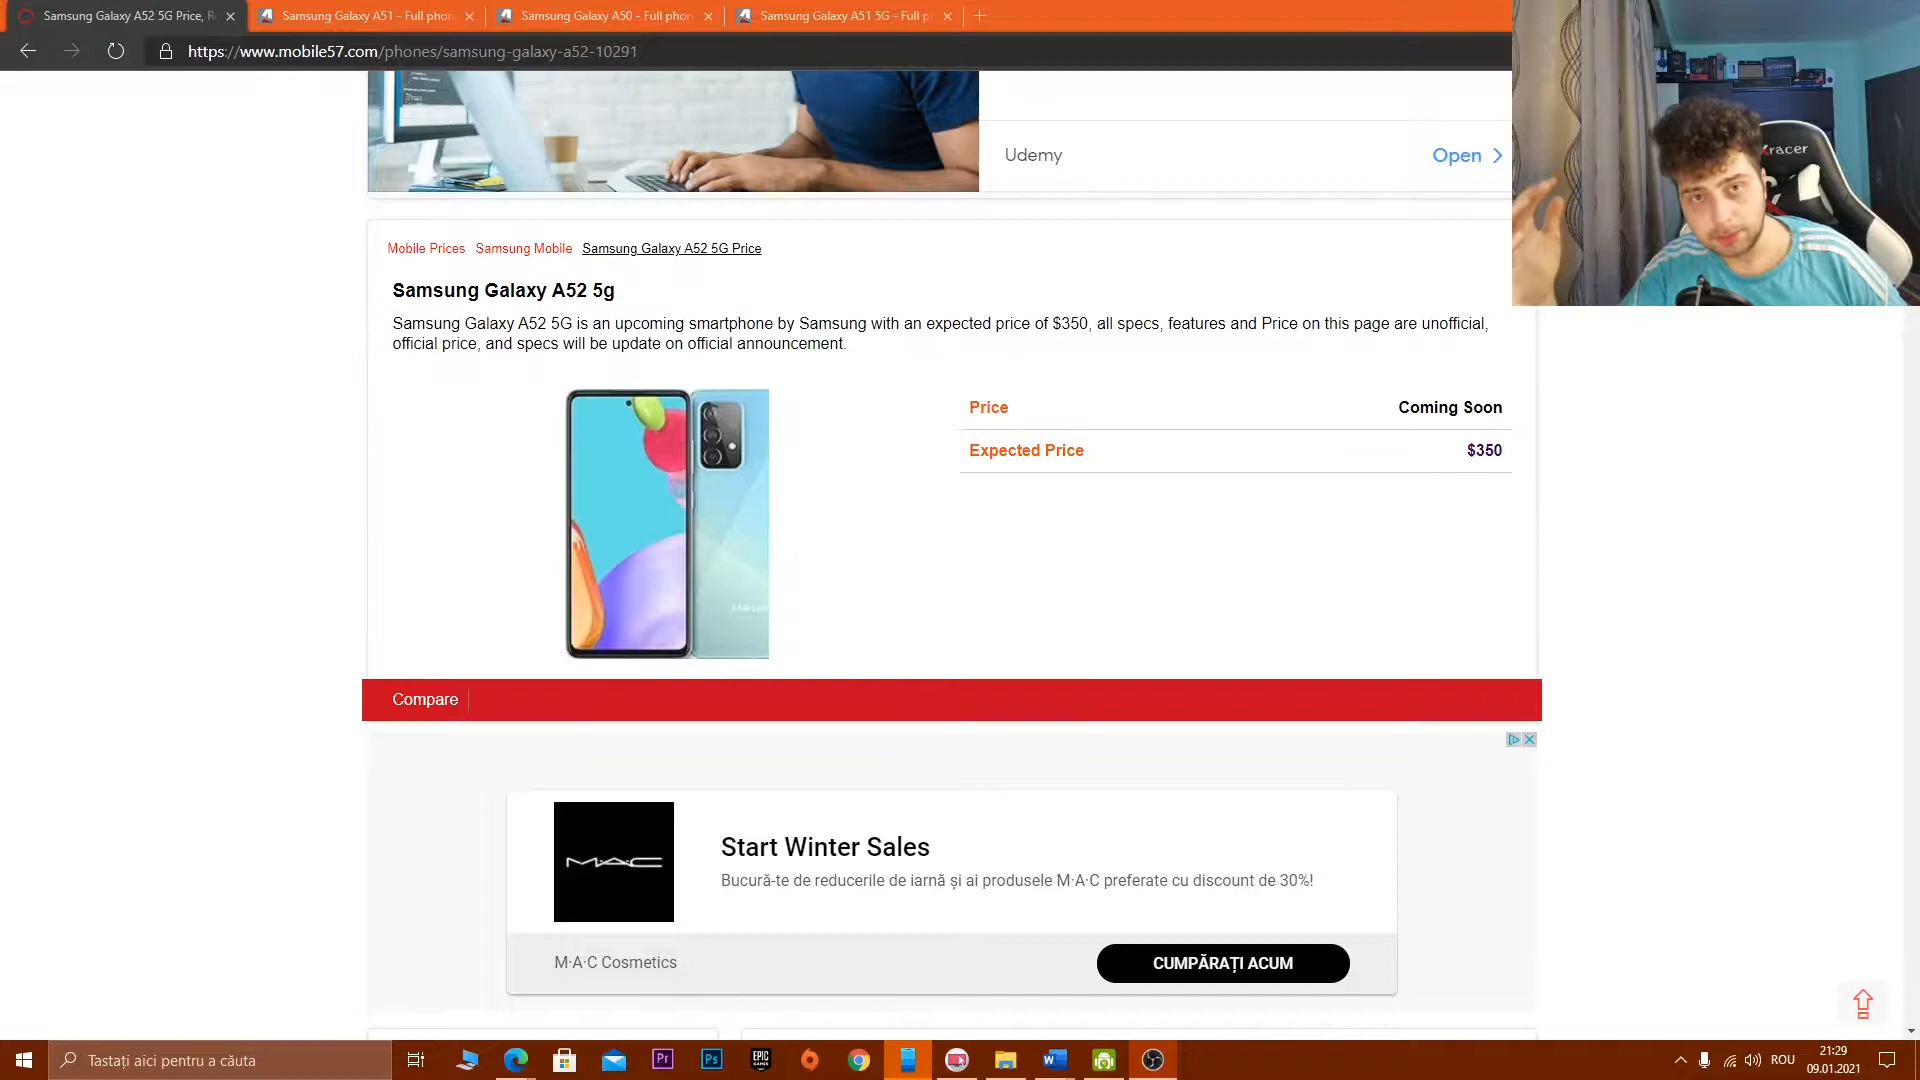 Samsung Galaxy A52 5G Price, R
Samsung Galaxy A51 - Full phon
Samsung Galaxy A50 - Full phon
Samsung Galaxy A51 5G - Full p
https://www.mobile57.com/phones/samsung-galaxy-a52-10291
racer
Udemy
Open
Mobile Prices Samsung Mobile Samsung Galaxy A52 5G Price
Samsung Galaxy A52 5g
Samsung Galaxy A52 5G is an upcoming smartphone by Samsung with an expected price of $350, all specs, features and Price on this page are unofficial,
official price, and specs will be update on official announcement.
Price Coming Soon
Expected Price $350
Compare
MAC
Start Winter Sales
Bucură-te de reducerile de iarnă și ai produsele M·A·C preferate cu discount de 30%!
M·A·C Cosmetics
CUMPĂRAȚI ACUM
Tastați aici pentru a căuta
Pr
Ps
EPIC
GAMES
W
ROU
21:29
09.01.2021